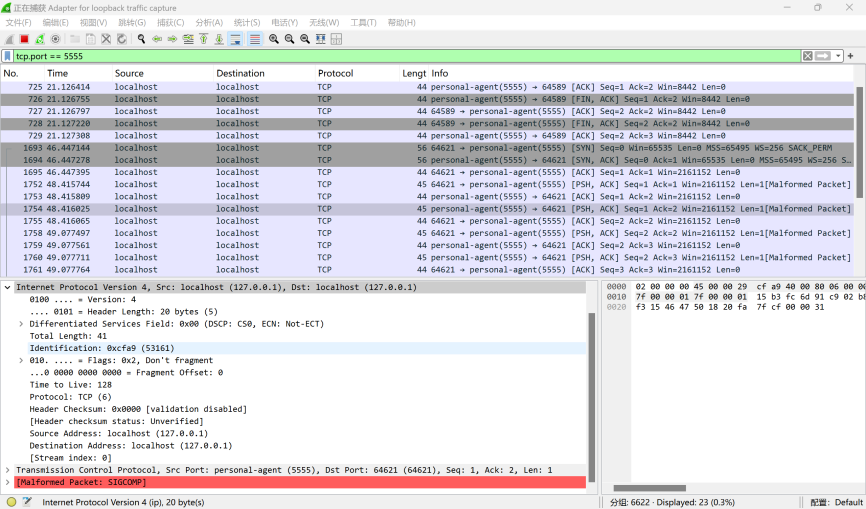 正在捕获 Adapter for loopback traffic capture
文件(F) 编辑(E) 视图(V) 跳转(G) 捕获(C) 分析(A) 统计(S) 电话(Y) 无线(W) 工具(T) 帮助(H)
tcp.port == 5555
No. Time Source Destination Protocol Lengt Info
725 21.126414 localhost localhost TCP 44 personal-agent(5555) → 64589 [ACK] Seq=1 Ack=2 Win=8442 Len=0
726 21.126755 localhost localhost TCP 44 personal-agent(5555) → 64589 [FIN, ACK] Seq=1 Ack=2 Win=8442 Len=0
727 21.126797 localhost localhost TCP 44 64589 → personal-agent(5555) [ACK] Seq=2 Ack=2 Win=8442 Len=0
728 21.127220 localhost localhost TCP 44 64589 → personal-agent(5555) [FIN, ACK] Seq=2 Ack=2 Win=8442 Len=0
729 21.127308 localhost localhost TCP 44 personal-agent(5555) → 64589 [ACK] Seq=2 Ack=3 Win=8442 Len=0
1693 46.447144 localhost localhost TCP 56 64621 → personal-agent(5555) [SYN] Seq=0 Win=65535 Len=0 MSS=65495 WS=256 SACK_PERM
1694 46.447278 localhost localhost TCP 56 personal-agent(5555) → 64621 [SYN, ACK] Seq=0 Ack=1 Win=65535 Len=0 MSS=65495 WS=256 S…
1695 46.447395 localhost localhost TCP 44 64621 → personal-agent(5555) [ACK] Seq=1 Ack=1 Win=2161152 Len=0
1752 48.415744 localhost localhost TCP 45 64621 → personal-agent(5555) [PSH, ACK] Seq=1 Ack=1 Win=2161152 Len=1[Malformed Packet]
1753 48.415809 localhost localhost TCP 44 personal-agent(5555) → 64621 [ACK] Seq=1 Ack=2 Win=2161152 Len=0
1754 48.416025 localhost localhost TCP 45 personal-agent(5555) → 64621 [PSH, ACK] Seq=1 Ack=2 Win=2161152 Len=1[Malformed Packet]
1755 48.416065 localhost localhost TCP 44 64621 → personal-agent(5555) [ACK] Seq=2 Ack=2 Win=2161152 Len=0
1758 49.077497 localhost localhost TCP 45 64621 → personal-agent(5555) [PSH, ACK] Seq=2 Ack=2 Win=2161152 Len=1[Malformed Packet]
1759 49.077561 localhost localhost TCP 44 personal-agent(5555) → 64621 [ACK] Seq=2 Ack=3 Win=2161152 Len=0
1760 49.077711 localhost localhost TCP 45 personal-agent(5555) → 64621 [PSH, ACK] Seq=2 Ack=3 Win=2161152 Len=1[Malformed Packet]
1761 49.077764 localhost localhost TCP 44 64621 → personal-agent(5555) [ACK] Seq=3 Ack=3 Win=2161152 Len=0
Internet Protocol Version 4, Src: localhost (127.0.0.1), Dst: localhost (127.0.0.1)
0100 .... = Version: 4
.... 0101 = Header Length: 20 bytes (5)
Differentiated Services Field: 0x00 (DSCP: CS0, ECN: Not-ECT)
Total Length: 41
Identification: 0xcfa9 (53161)
010. .... = Flags: 0x2, Don't fragment
...0 0000 0000 0000 = Fragment Offset: 0
Time to Live: 128
Protocol: TCP (6)
Header Checksum: 0x0000 [validation disabled]
[Header checksum status: Unverified]
Source Address: localhost (127.0.0.1)
Destination Address: localhost (127.0.0.1)
[Stream index: 0]
Transmission Control Protocol, Src Port: personal-agent (5555), Dst Port: 64621 (64621), Seq: 1, Ack: 2, Len: 1
[Malformed Packet: SIGCOMP]
0000 02 00 00 00 45 00 00 29 cf a9 40 00 80 06 00 00
0010 7f 00 00 01 7f 00 00 01 15 b3 fc 6d 91 c9 02 b8
0020 f3 15 46 47 50 18 20 fa 7f cf 00 00 31
Internet Protocol Version 4 (ip), 20 byte(s)
分组: 6622 · Displayed: 23 (0.3%)
配置: Default